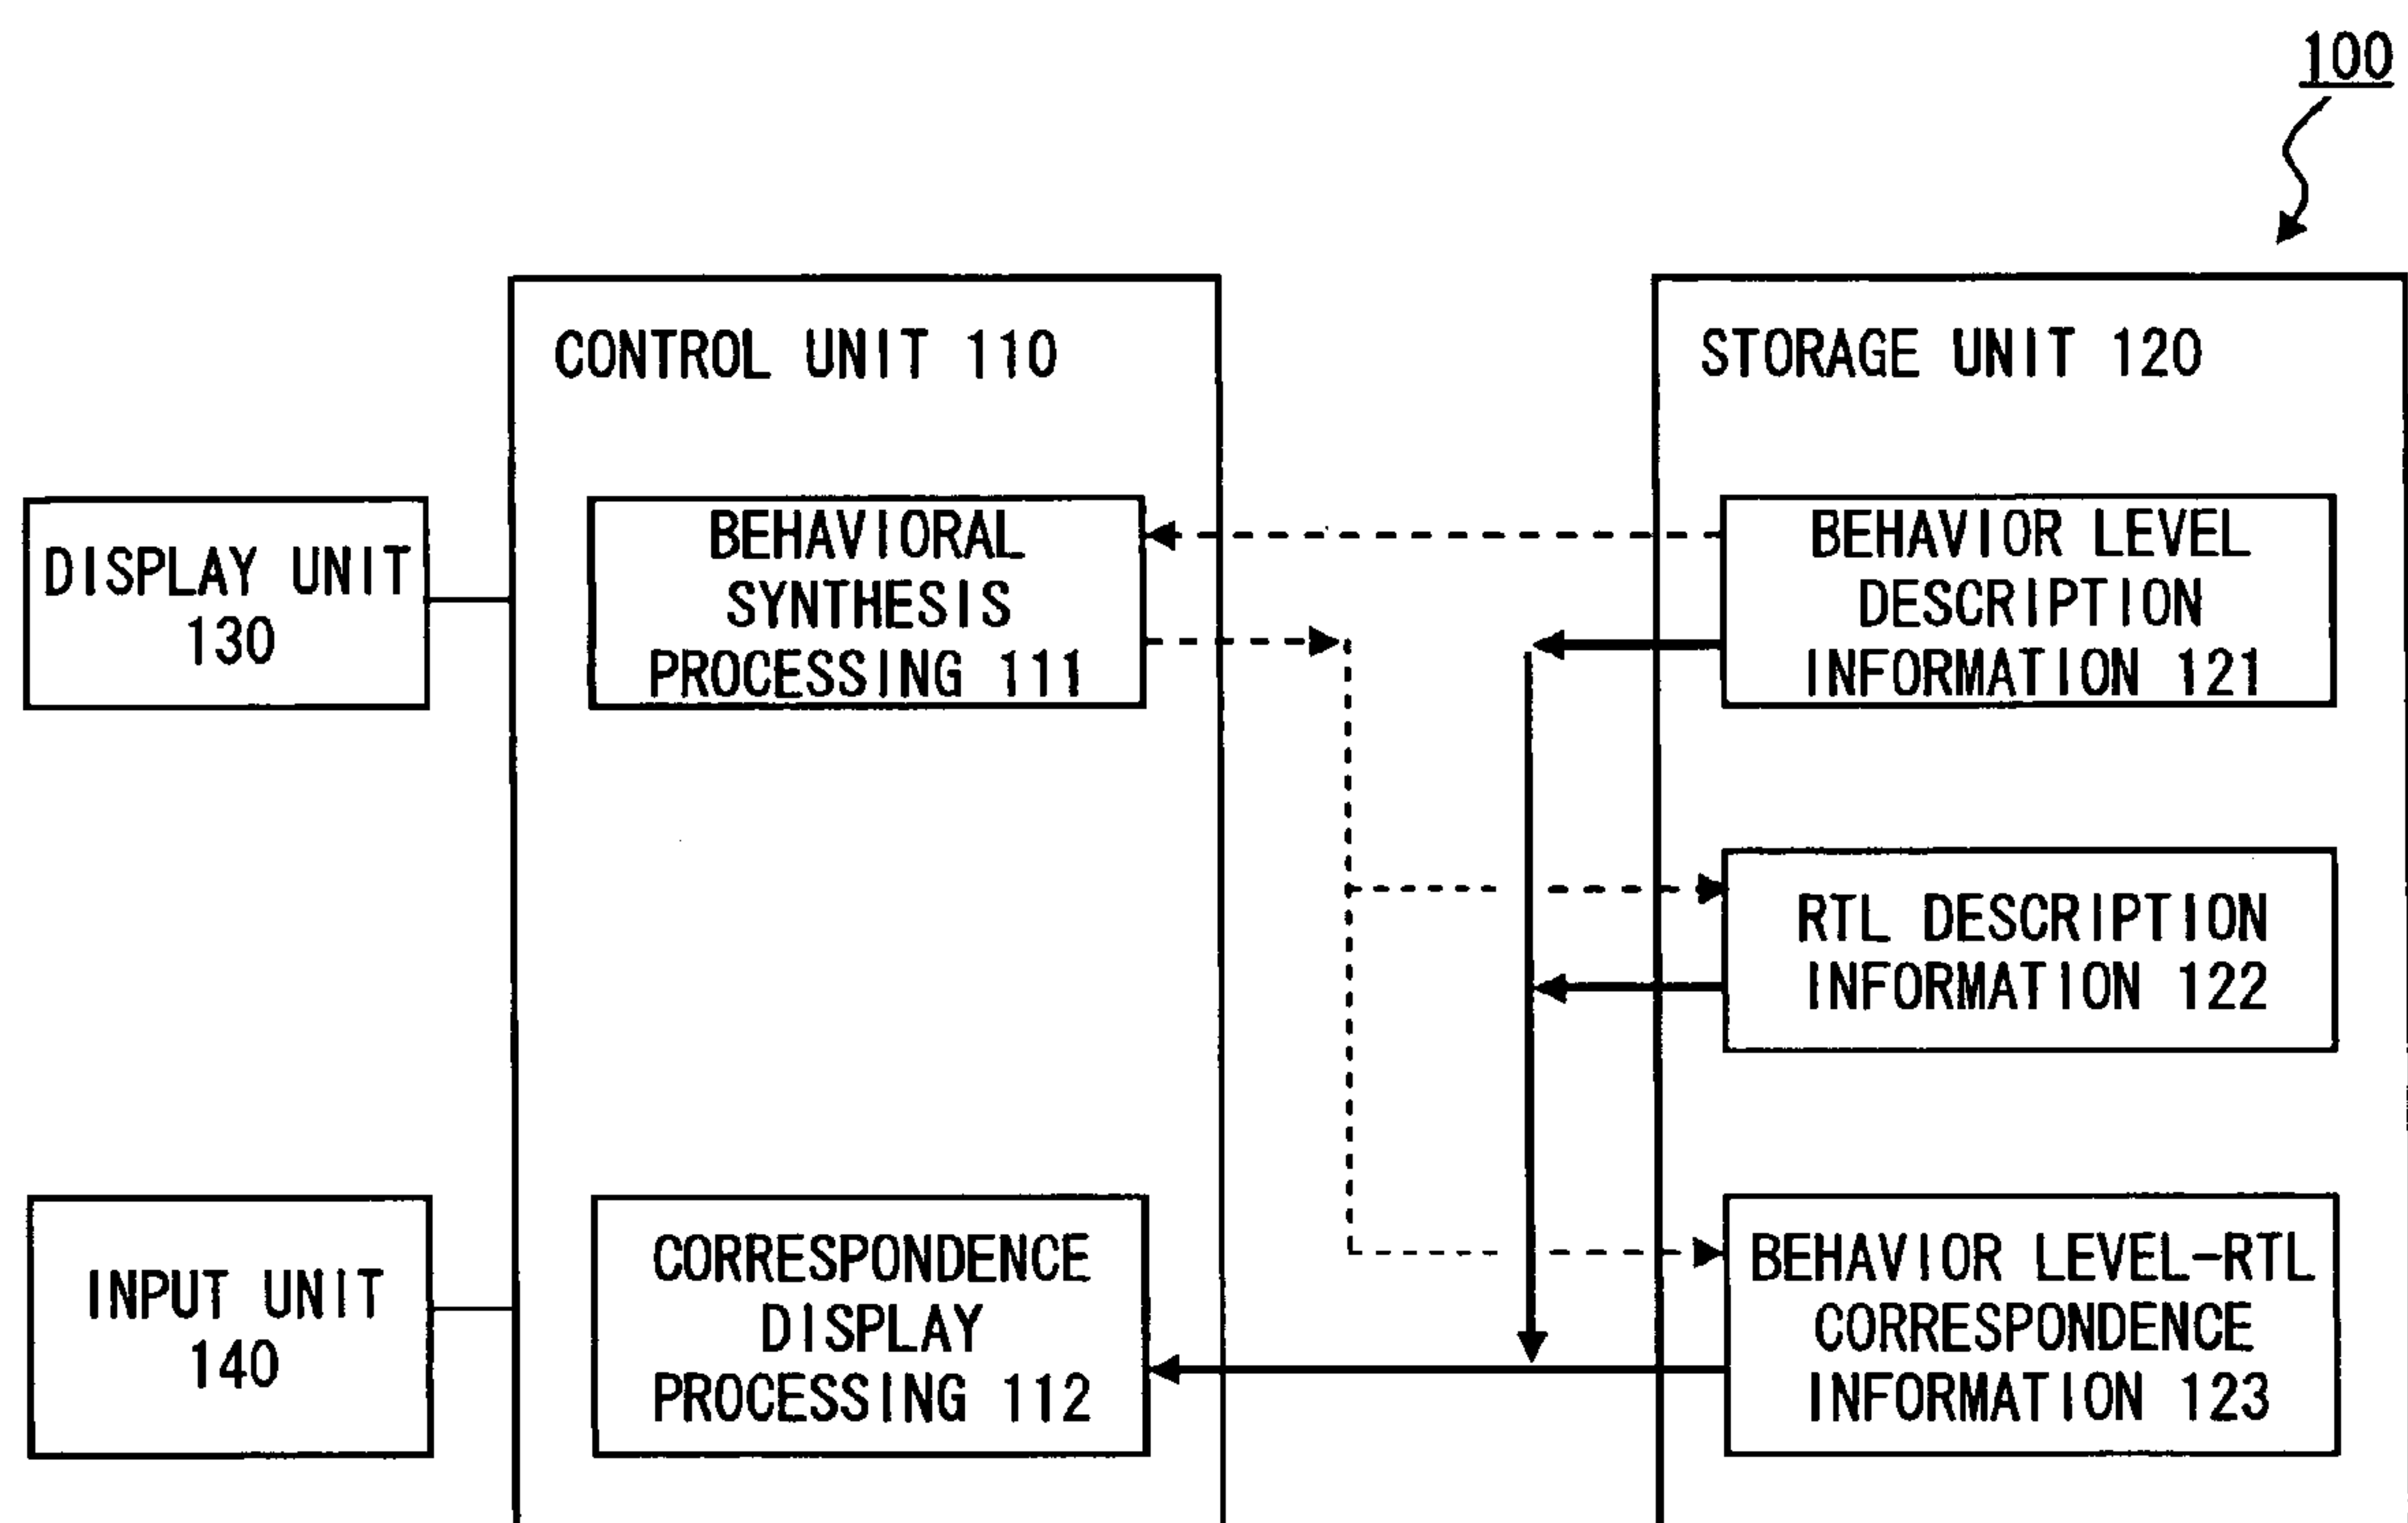 100
CONTROL UNIT 110
STORAGE UNIT 120
DISPLAY UNIT
130
BEHAVIORAL
SYNTHESIS
PROCESSING 111
BEHAVIOR LEVEL
DESCRIPTION
INFORMATION 121
RTL DESCRIPTION
INFORMATION 122
INPUT UNIT
140
CORRESPONDENCE
DISPLAY
PROCESSING 112
BEHAVIOR LEVEL-RTL
CORRESPONDENCE
INFORMATION 123